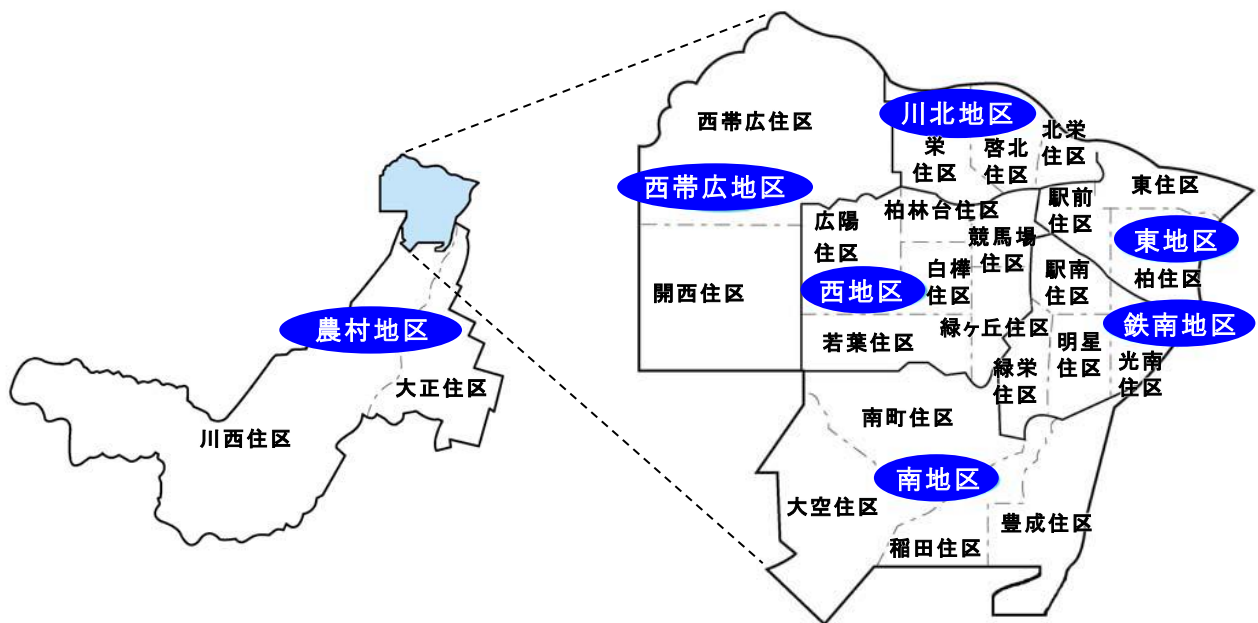 農村地区
大正住区
川西住区
西帯広住区
川北地区
栄
住区
啓北
住区
北栄
住区
西帯広地区
東住区
駅前
住区
柏林台住区
広陽
住区
競馬場
住区
東地区
西地区
白樺
住区
駅南
住区
柏住区
開西住区
鉄南地区
若葉住区
緑ヶ丘住区
明星
住区
緑栄
住区
光南
住区
南町住区
南地区
大空住区
豊成住区
稲田住区